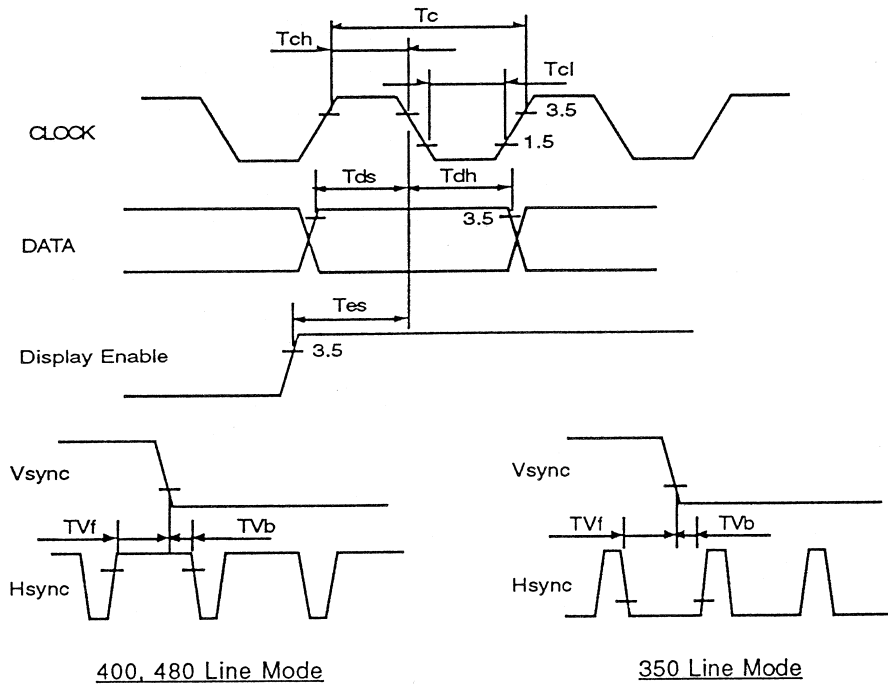 Tc
Tch
Tcl
CLOCK
3.5
1.5
Tds
Tdh
DATA
3.5
Tes
Display Enable
3.5
Vsync
TVf
TVb
Hsync
400, 480 Line Mode
Vsync
TVf
TVb
Hsync
350 Line Mode